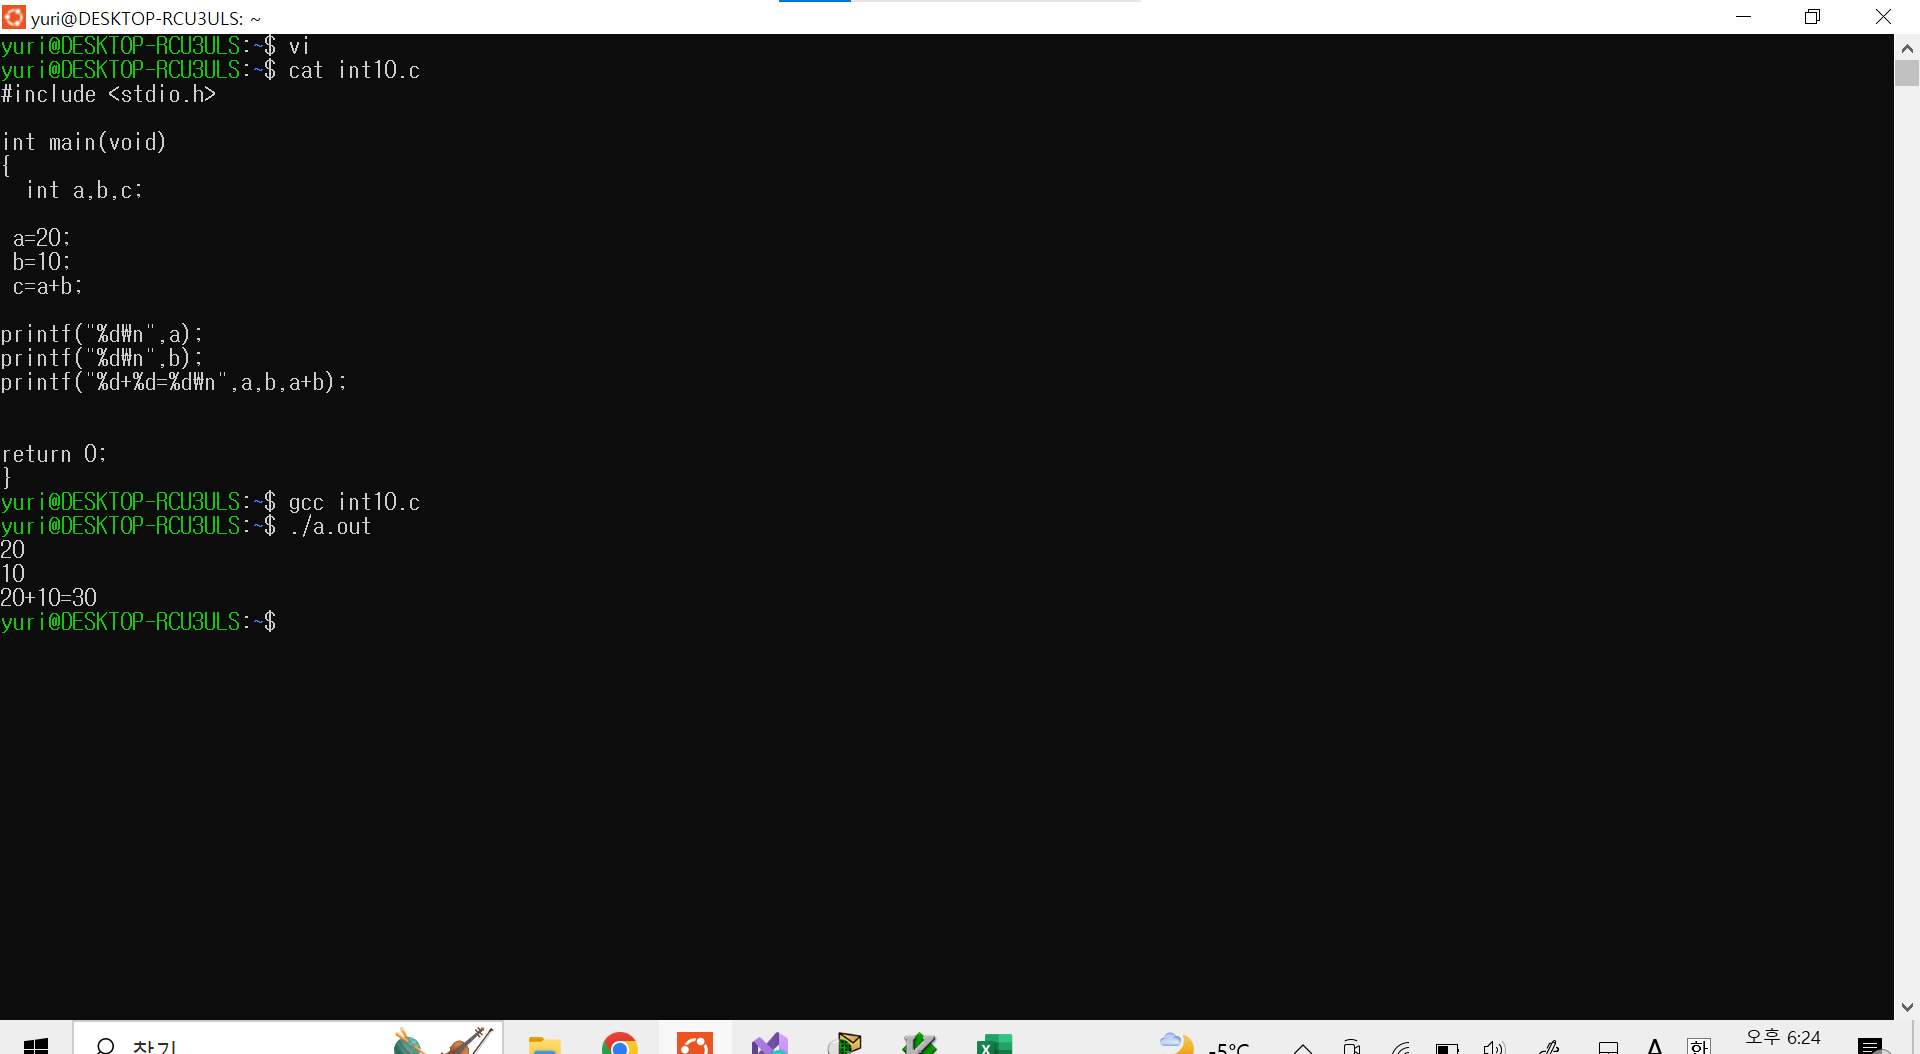 yuri@DESKTOP-RCU3ULS: ~
yuri@DESKTOP-RCU3ULS:~$ vi
yuri@DESKTOP-RCU3ULS:~$ cat int10.c
#include <stdio.h>
int main(void)
{
int a,b,c;
a=20;
b=10;
c=a+b;
printf("%d₩n",a);
printf("%d₩n",b);
printf("%d+%d=%d₩n",a,b,a+b);
return 0;
}
yuri@DESKTOP-RCU3ULS:~$ gcc int10.c
yuri@DESKTOP-RCU3ULS:~$ ./a.out
20
10
20+10=30
yuri@DESKTOP-RCU3ULS:~$
찾기
-5°C
A
한
오후 6:24